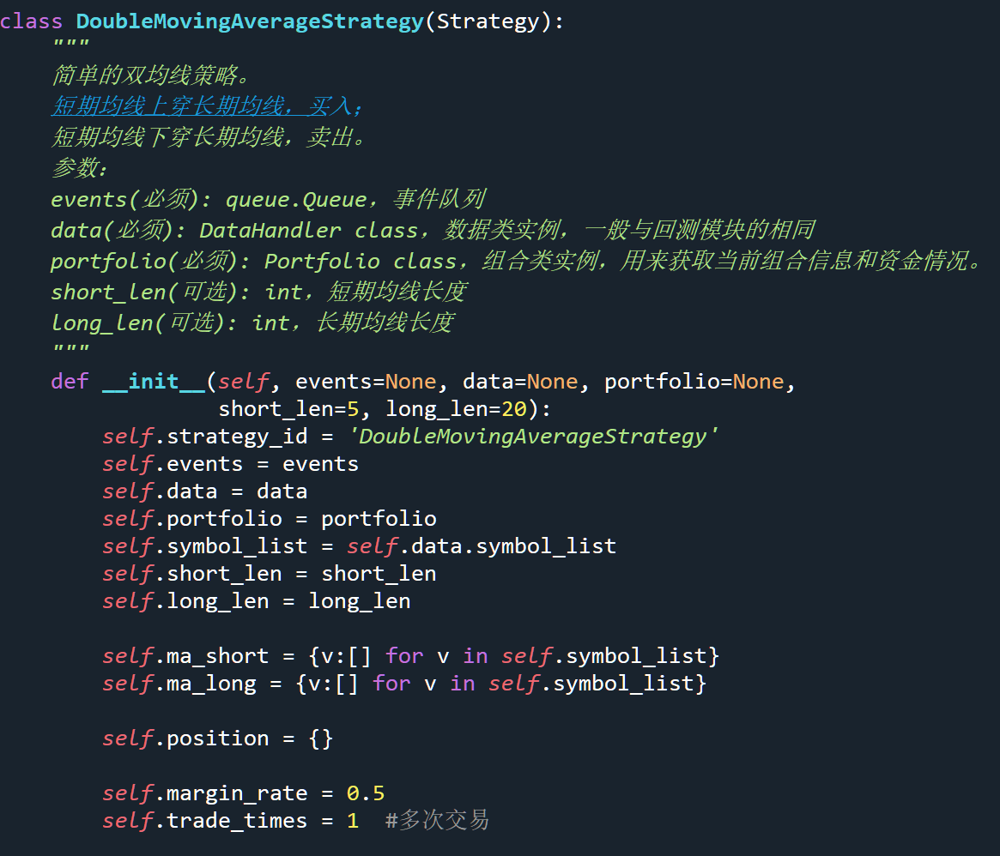 class DoubleMovingAverageStrategy(Strategy):
    """
    简单的双均线策略。
    短期均线上穿长期均线，买入；
    短期均线下穿长期均线，卖出。
    参数：
    events(必须): queue.Queue，事件队列
    data(必须): DataHandler class，数据类实例，一般与回测模块的相同
    portfolio(必须): Portfolio class，组合类实例，用来获取当前组合信息和资金情况。
    short_len(可选): int，短期均线长度
    long_len(可选): int，长期均线长度
    """
    def __init__(self, events=None, data=None, portfolio=None,
                 short_len=5, long_len=20):
        self.strategy_id = 'DoubleMovingAverageStrategy'
        self.events = events
        self.data = data
        self.portfolio = portfolio
        self.symbol_list = self.data.symbol_list
        self.short_len = short_len
        self.long_len = long_len

        self.ma_short = {v:[] for v in self.symbol_list}
        self.ma_long = {v:[] for v in self.symbol_list}

        self.position = {}

        self.margin_rate = 0.5
        self.trade_times = 1  #多次交易